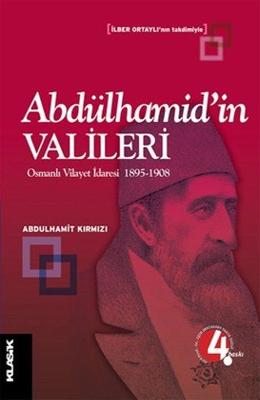 [İLBER ORTAYLI'nın takdimiyle]
Abdülhamid'in
VALİLERİ
Osmanlı Vilayet İdaresi 1895-1908
ABDULHAMİT KIRMIZI
4.
baskı
KLASİK